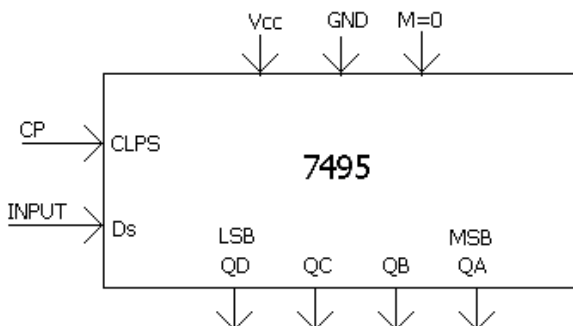 Vcc GND M=0
CP
CLPS
7495
INPUT
Ds
LSB MSB
QD QC QB QA